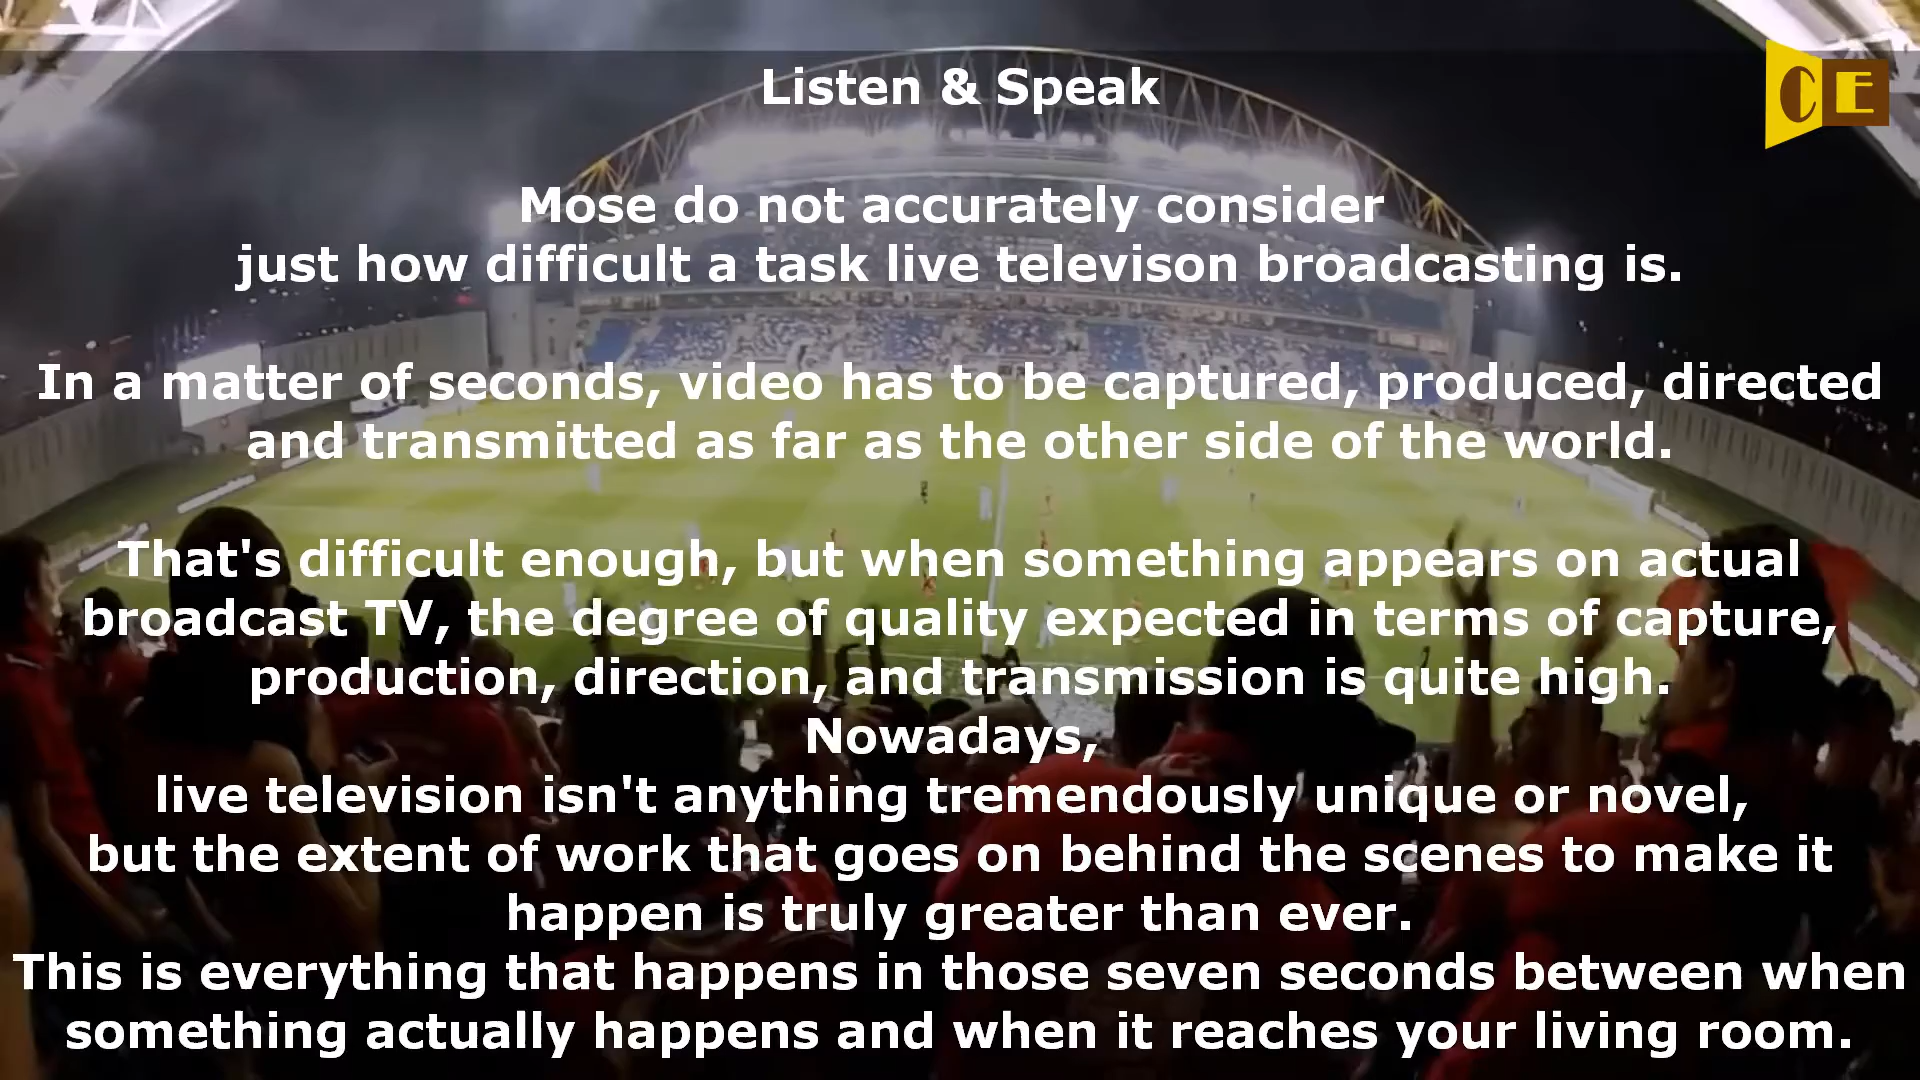 Listen & Speak
CE
Mose do not accurately consider
just how difficult a task live televison broadcasting is.
In a matter of seconds, video has to be captured, produced, directed
and transmitted as far as the other side of the world.
That's difficult enough, but when something appears on actual
broadcast TV, the degree of quality expected in terms of capture,
production, direction, and transmission is quite high.
Nowadays,
live television isn't anything tremendously unique or novel,
but the extent of work that goes on behind the scenes to make it
happen is truly greater than ever.
This is everything that happens in those seven seconds between when
something actually happens and when it reaches your living room.